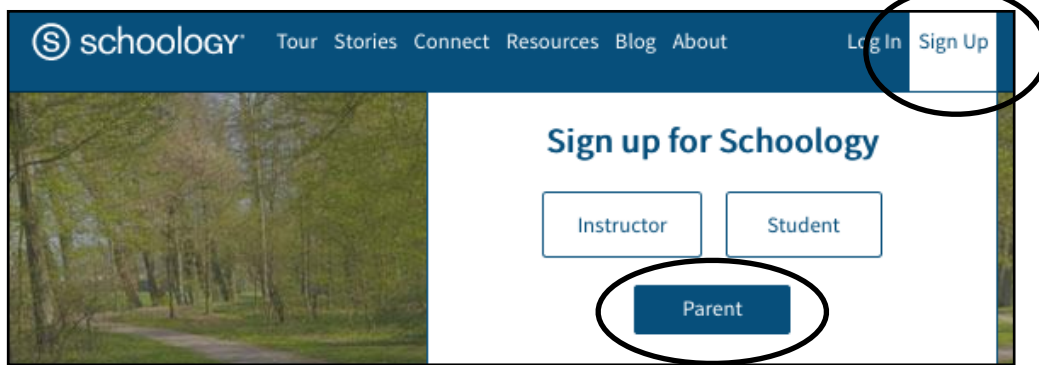 S schoology Tour Stories Connect Resources Blog About Log In Sign Up
Sign up for Schoology
Instructor Student
Parent